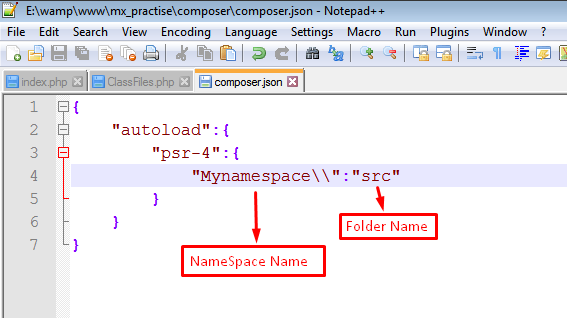 E:\wamp\www\mx_practise\composer\composer.json - Notepad++
File Edit Search View Encoding Language Settings Macro Run Plugins Window ?
index.php ClassFiles.php composer.json
1 {
2 "autoload":{
3 "psr-4":{
4 "Mynamespace\\":"src"
5 }
6 }
7 }
Folder Name
NameSpace Name